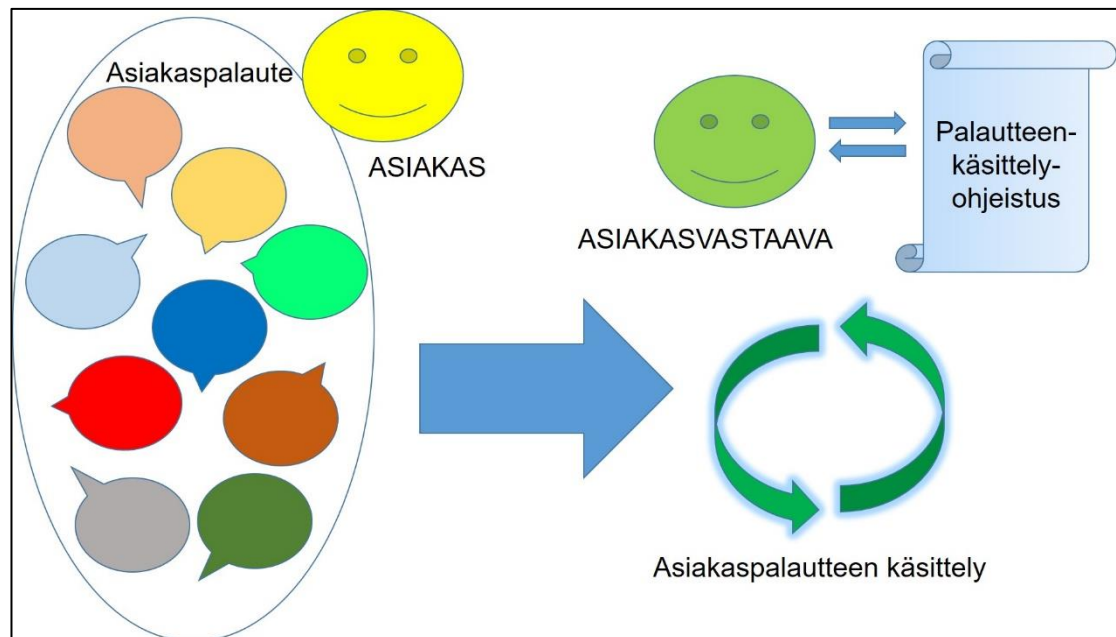 Asiakaspalaute
ASIAKAS
ASIAKASVASTAAVA
Palautteen-
käsittely-
ohjeistus
Asiakaspalautteen käsittely